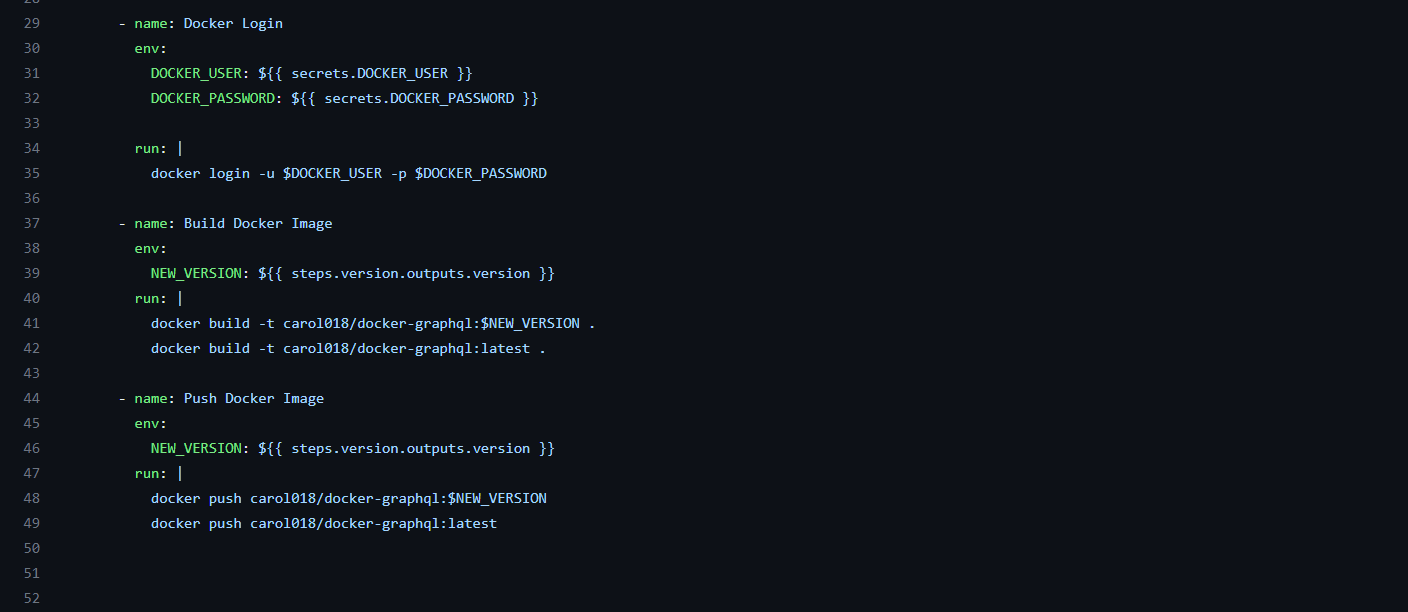 28
29 - name: Docker Login
30 env:
31 DOCKER_USER: ${{ secrets.DOCKER_USER }}
32 DOCKER_PASSWORD: ${{ secrets.DOCKER_PASSWORD }}
33
34 run: |
35 docker login -u $DOCKER_USER -p $DOCKER_PASSWORD
36
37 - name: Build Docker Image
38 env:
39 NEW_VERSION: ${{ steps.version.outputs.version }}
40 run: |
41 docker build -t carol018/docker-graphql:$NEW_VERSION .
42 docker build -t carol018/docker-graphql:latest .
43
44 - name: Push Docker Image
45 env:
46 NEW_VERSION: ${{ steps.version.outputs.version }}
47 run: |
48 docker push carol018/docker-graphql:$NEW_VERSION
49 docker push carol018/docker-graphql:latest
50
51
52